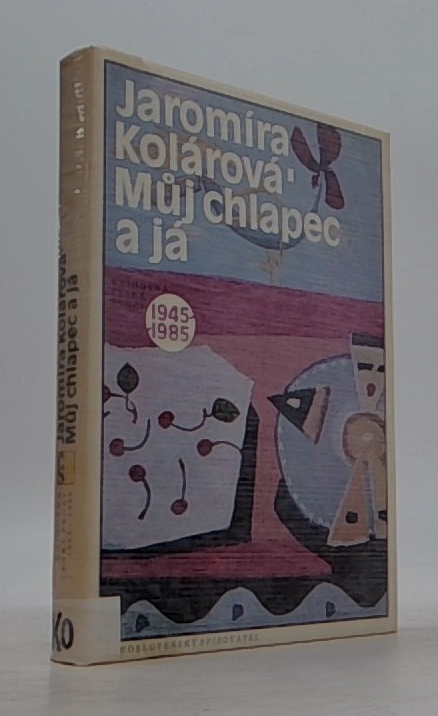 Jaromíra
Kolárová·
Můj chlapec
a já
1945
1985
Jaromíra Kolárová
Můj chlapec a já
KO